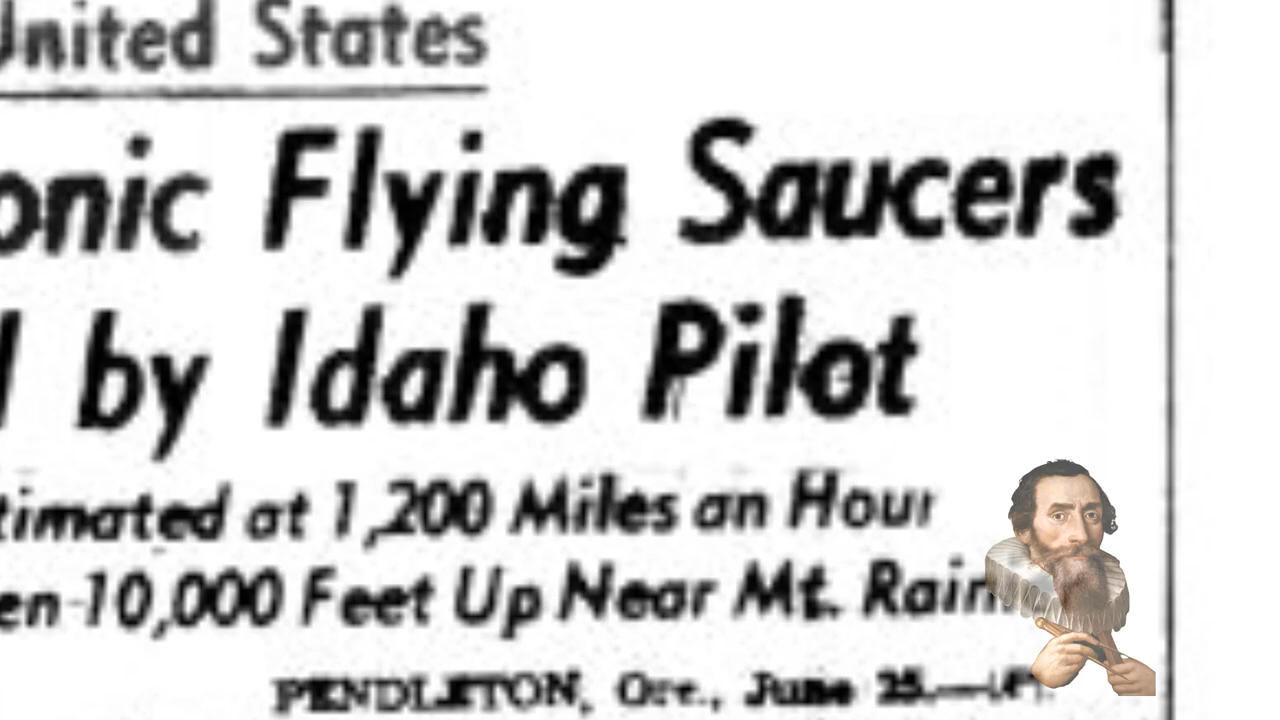 United States
onic Flying Saucers
by Idaho Pilot
timated at 1,200 Miles an Hour
en 10,000 Feet Up Near Mt. Rain
PENDLETON, Ore., June 25.—(P)